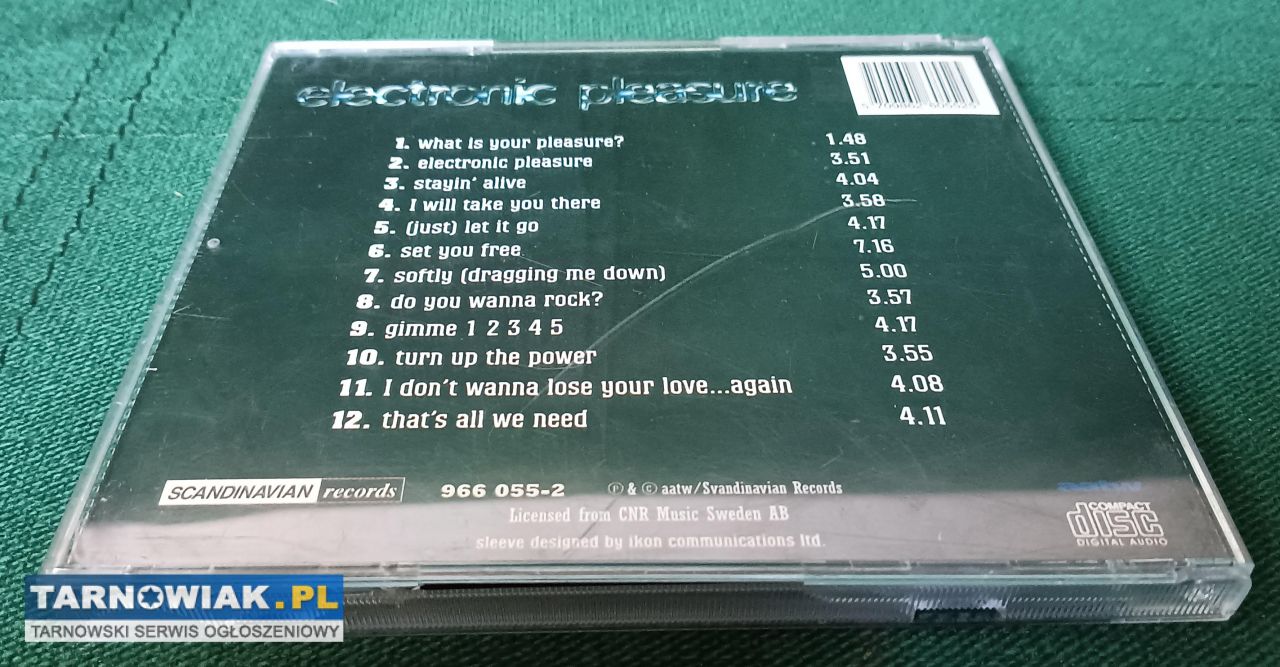 electronic pleasure
1. what is your pleasure? 1.48
2. electronic pleasure 3.51
3. stayin' alive 4.04
4. I will take you there 3.58
5. (just) let it go 4.17
6. set you free 7.16
7. softly (dragging me down) 5.00
8. do you wanna rock? 3.57
9. gimme 1 2 3 4 5 4.17
10. turn up the power 3.55
11. I don't wanna lose your love...again 4.08
12. that's all we need 4.11
SCANDINAVIAN records 966 055-2 ℗ & © aatw/Svandinavian Records
Licensed from CNR Music Sweden AB
sleeve designed by ikon communications ltd.
COMPACT
disc
DIGITAL AUDIO
TARNOWIAK.PL
TARNOWSKI SERWIS OGŁOSZENIOWY